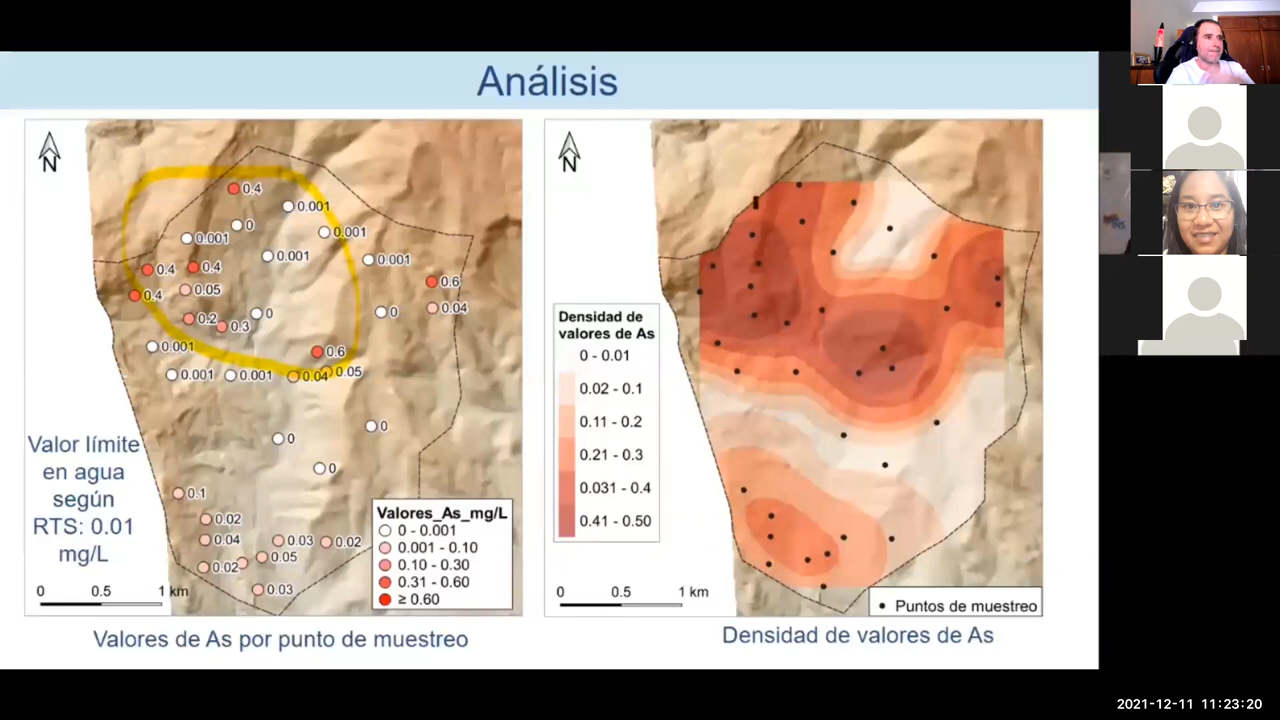 Análisis
N
0.4
0.001
0
0.001
0.001
0.001
0.001
0.4
0.4
0.6
0.05
0.4
0.04
0
0
0.2
0.3
0.001
0.6
0.001
0.001
0.04
0.05
0
0
0
0.1
0.02
0.04
0.03
0.02
0.05
0.02
0.03
Valor límite
en agua
según
RTS: 0.01
mg/L
Valores_As_mg/L
0 - 0.001
0.001 - 0.10
0.10 - 0.30
0.31 - 0.60
≥ 0.60
0 0.5 1 km
Valores de As por punto de muestreo
N
Densidad de
valores de As
0 - 0.01
0.02 - 0.1
0.11 - 0.2
0.21 - 0.3
0.031 - 0.4
0.41 - 0.50
0 0.5 1 km
Puntos de muestreo
Densidad de valores de As
2021-12-11 11:23:20